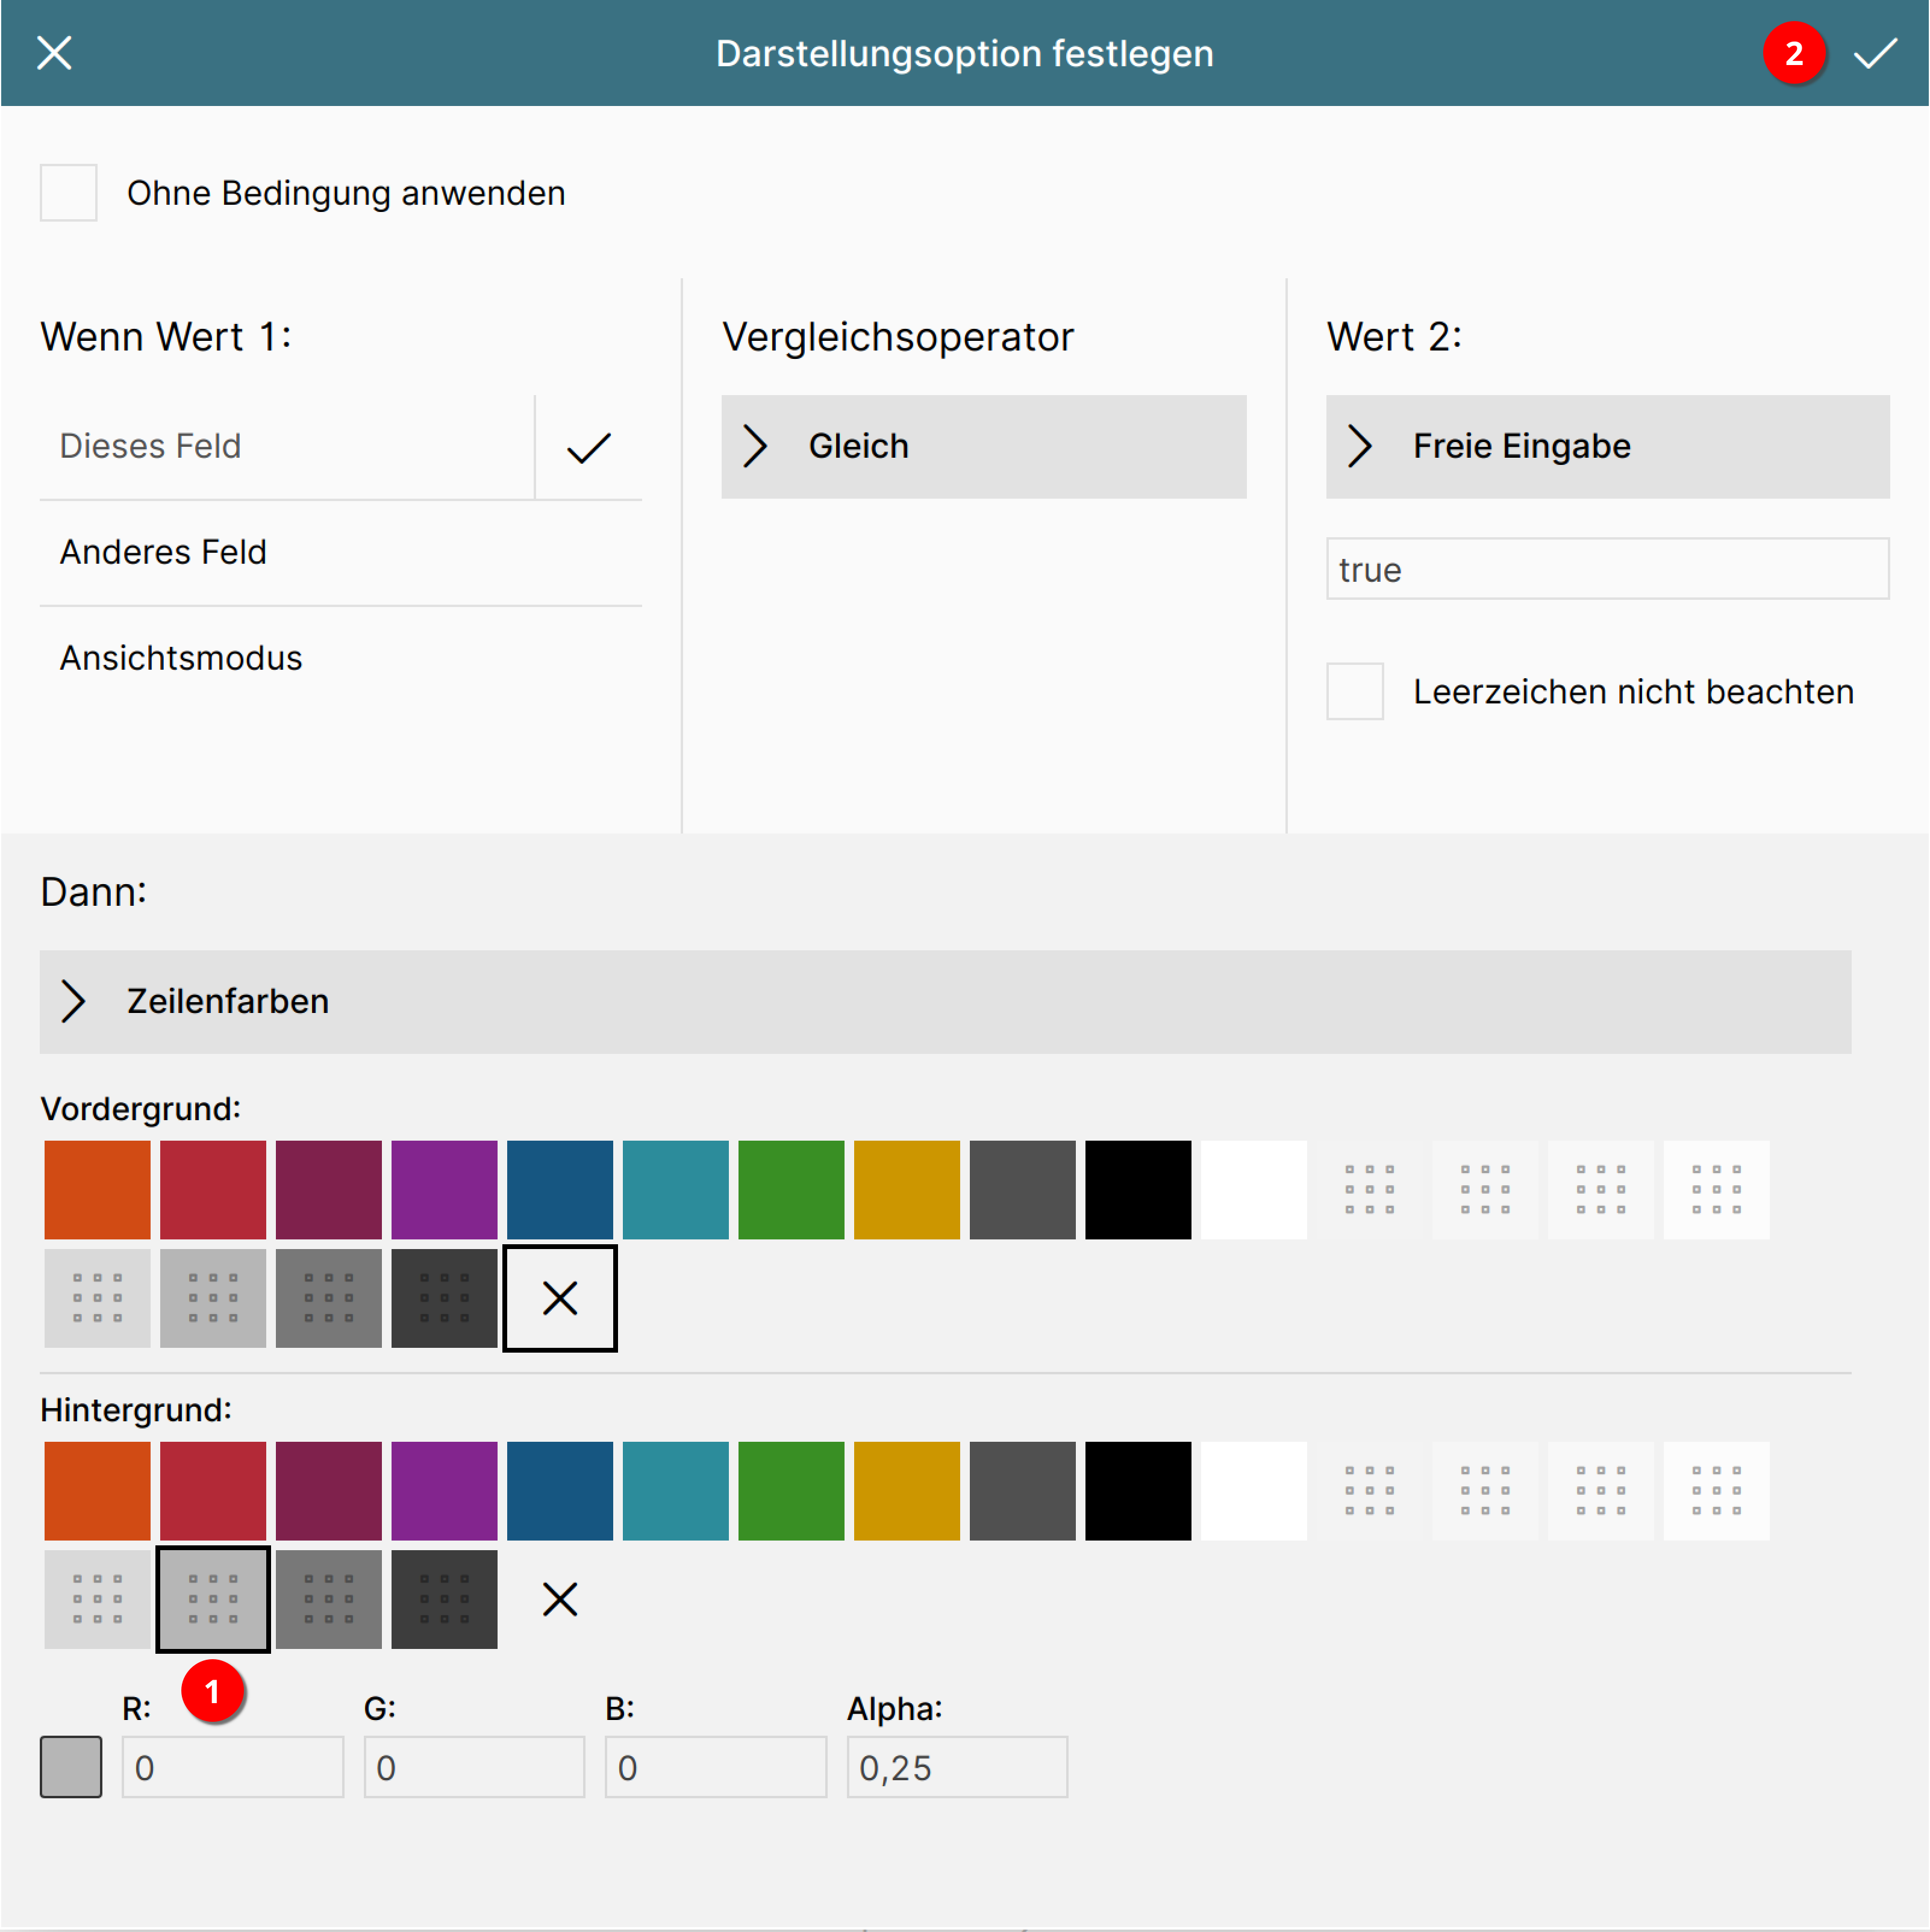 Darstellungsoption festlegen
2
Ohne Bedingung anwenden
Wenn Wert 1:
Dieses Feld
Anderes Feld
Ansichtsmodus
Vergleichsoperator
Gleich
Wert 2:
Freie Eingabe
true
Leerzeichen nicht beachten
Dann:
Zeilenfarben
Vordergrund:
Hintergrund:
1
R:
G:
B:
Alpha:
0
0
0
0,25